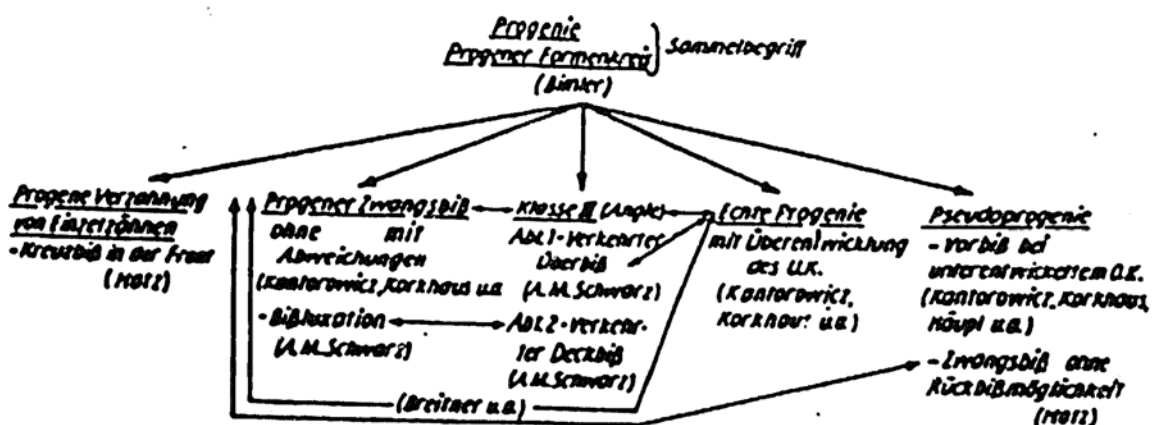 Progenie
Progener Formenkreis
(Bimler)
Sammelbegriff
Progene Verzahnung
von Einzelzähnen
- Kreuzbiß in der Front
(Hotz)
Progener Zwangsbiß
ohne mit
Abweichungen
(Kantorowicz, Korkhaus u.a.
- Bißluxation
(A.M. Schwarz)
Klasse III (Angle)
Abt. 1 - Verkehrter
Überbiß
(A.M. Schwarz)
Abt. 2 - Verkehr-
ter Deckbiß
(A.M. Schwarz)
Echte Progenie
mit Überentwicklung
des U.K.
(Kantorowicz,
Korkhaus u.a.)
Pseudoprogenie
- Vorbiß bei
unterentwickeltem O.K.
(Kantorowicz, Korkhaus,
Häupl u.a.)
- Zwangsbiß ohne
Rückbißmöglichkeit
(Hotz)
(Breitner u.a.)